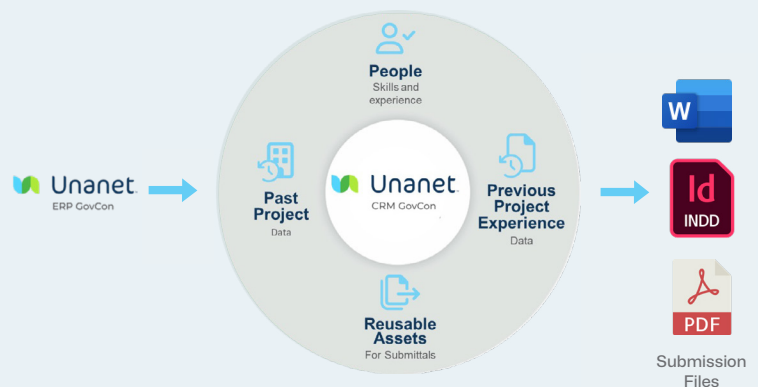 Unanet
ERP GovCon
People
Skills and
experience
Past
Project
Data
Unanet
CRM GovCon
Previous
Project
Experience
Data
Reusable
Assets
For Submittals
W
Id
INDD
PDF
Submission
Files